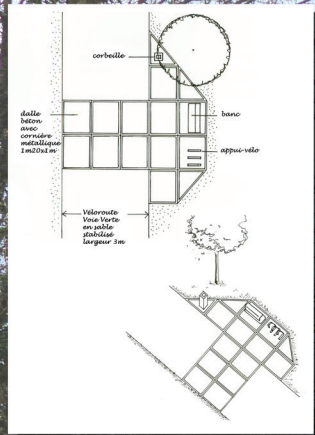 corbeille
dalle
béton
avec
cornière
métallique
1m20x1m
banc
appui-vélo
Véloroute
Voie Verte
en sable
stabilisé
largeur 3m